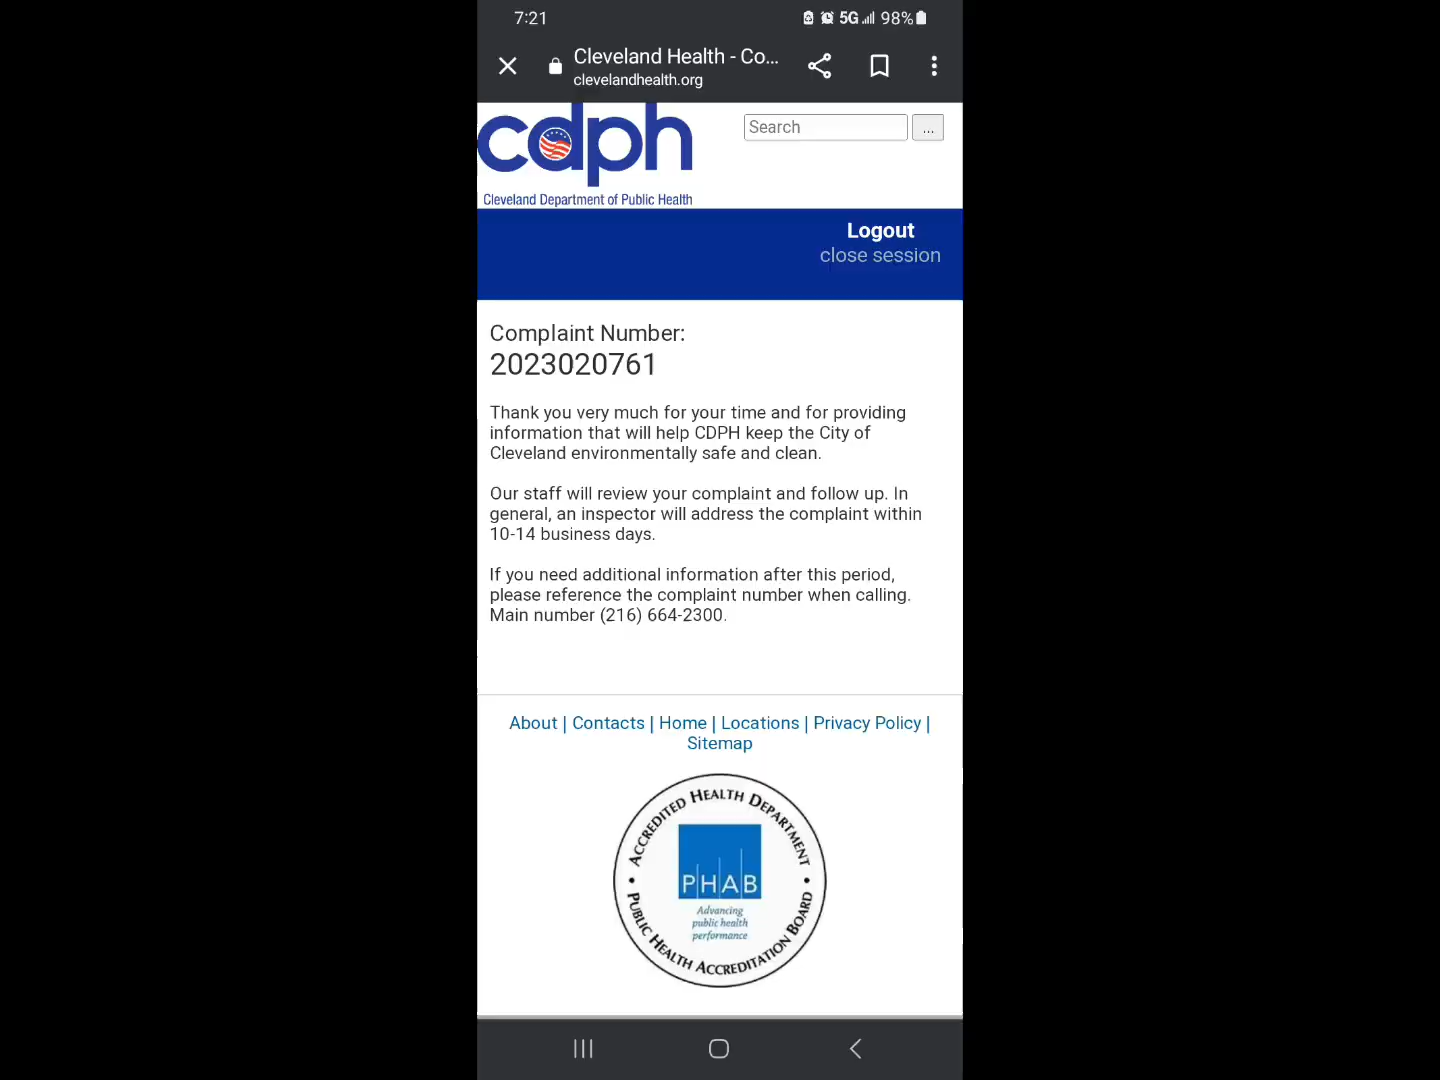 7:21
5G 98%
Cleveland Health - Co...
clevelandhealth.org
cdph
Search
...
Cleveland Department of Public Health
Logout
close session
Complaint Number:
2023020761
Thank you very much for your time and for providing
information that will help CDPH keep the City of
Cleveland environmentally safe and clean.
Our staff will review your complaint and follow up. In
general, an inspector will address the complaint within
10-14 business days.
If you need additional information after this period,
please reference the complaint number when calling.
Main number (216) 664-2300.
About | Contacts | Home | Locations | Privacy Policy |
Sitemap
ACCREDITED HEALTH DEPARTMENT
PHAB
Advancing
public health
performance
PUBLIC HEALTH ACCREDITATION BOARD